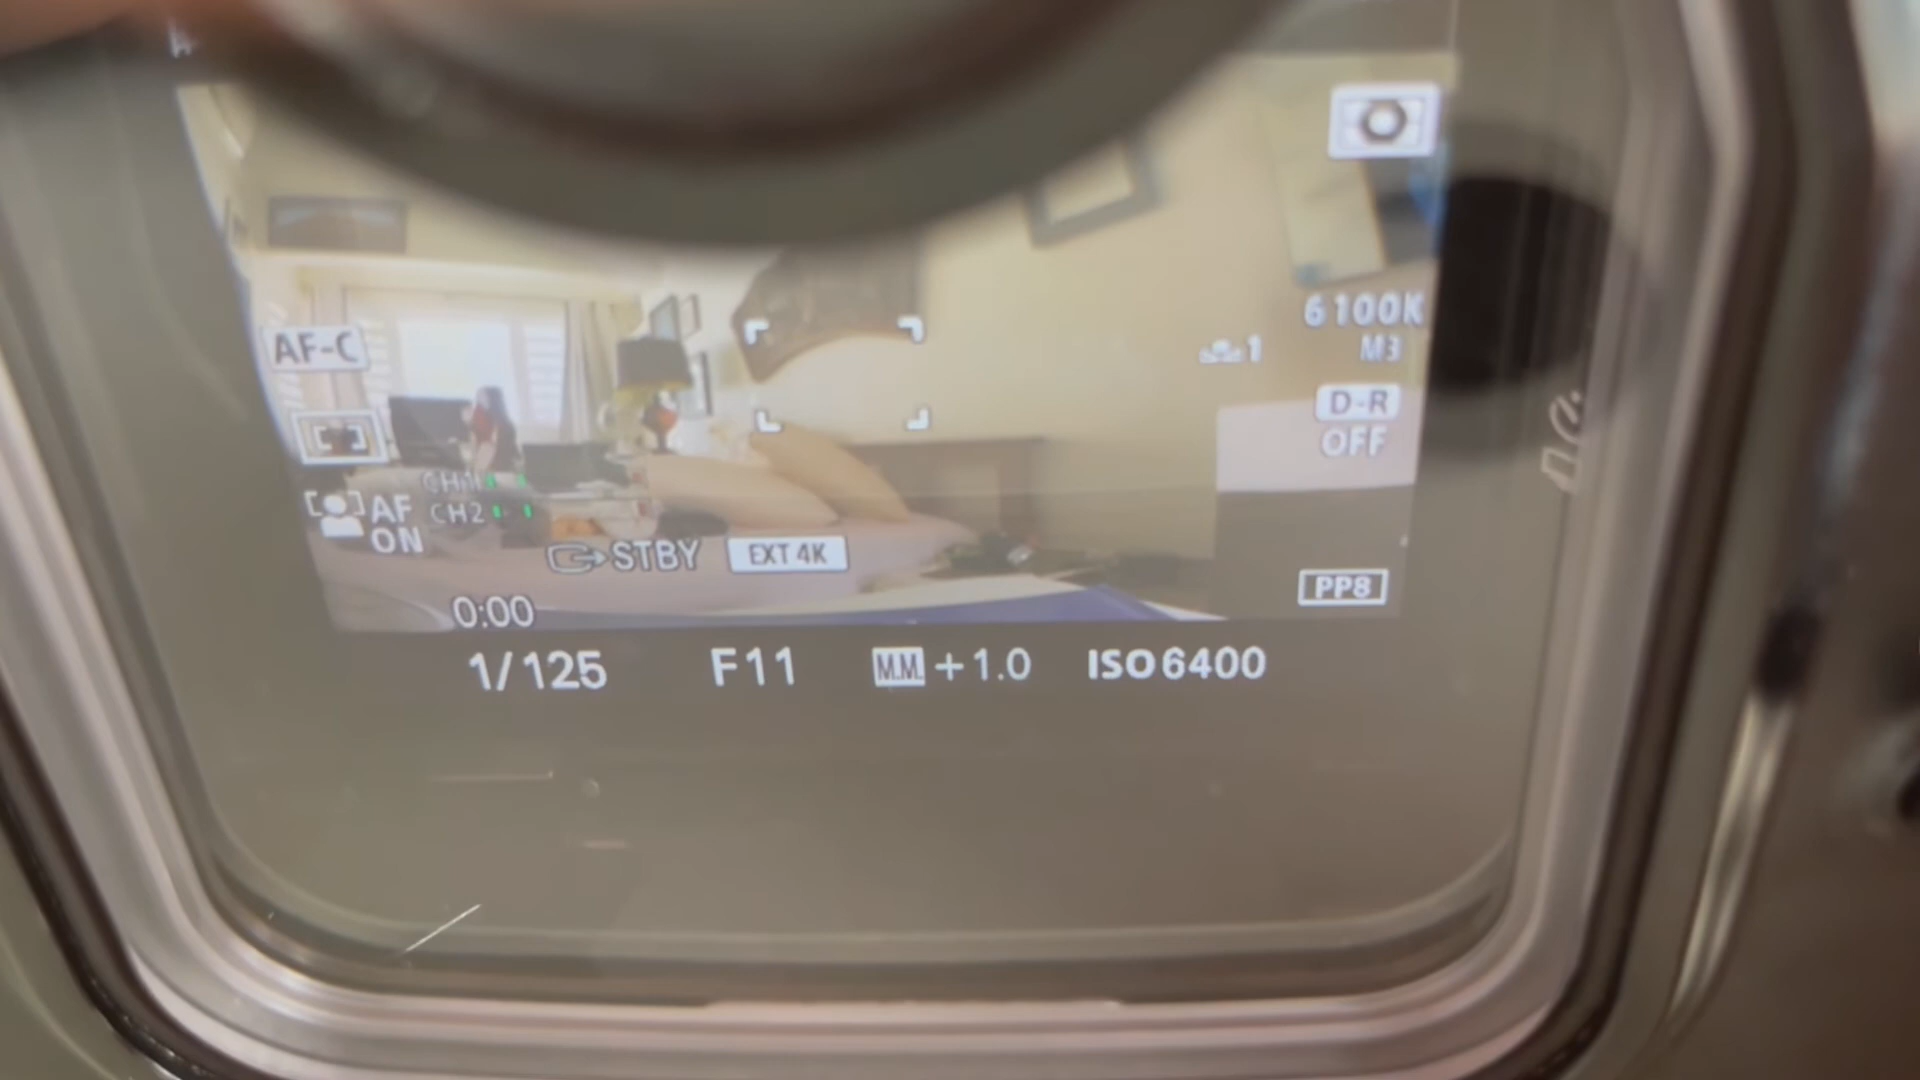 6100K
AF-C
1
M3
D-R
OFF
CH1
AF
CH2
ON
STBY
EXT 4K
PP8
0:00
1/125
F11
M.M.
+1.0
ISO6400